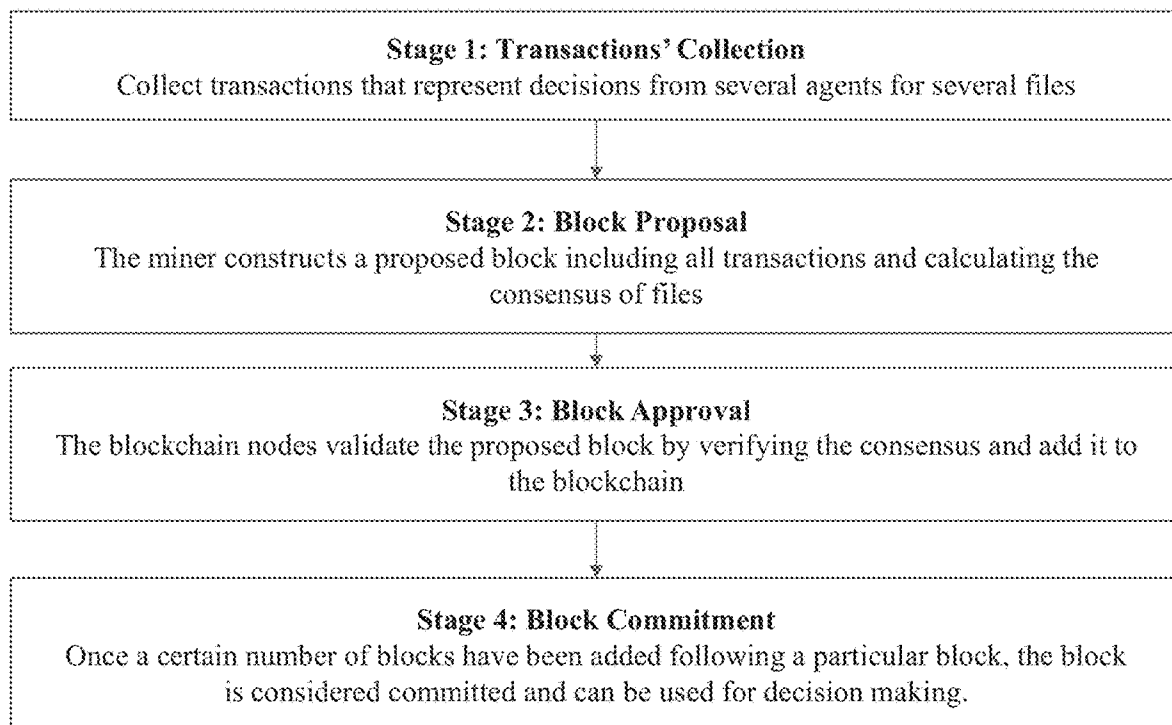 Stage 1: Transactions' Collection
Collect transactions that represent decisions from several agents for several files
Stage 2: Block Proposal
The miner constructs a proposed block including all transactions and calculating the
consensus of files
Stage 3: Block Approval
The blockchain nodes validate the proposed block by verifying the consensus and add it to
the blockchain
Stage 4: Block Commitment
Once a certain number of blocks have been added following a particular block, the block
is considered committed and can be used for decision making.